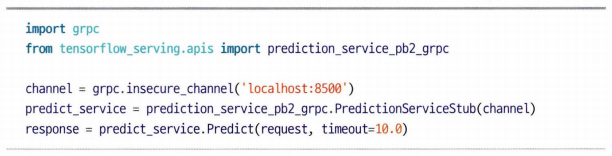 import grpc
from tensorflow_serving.apis import prediction_service_pb2_grpc
channel = grpc.insecure_channel('localhost:8500')
predict_service = prediction_service_pb2_grpc.PredictionServiceStub(channel)
response = predict_service.Predict(request, timeout=10.0)